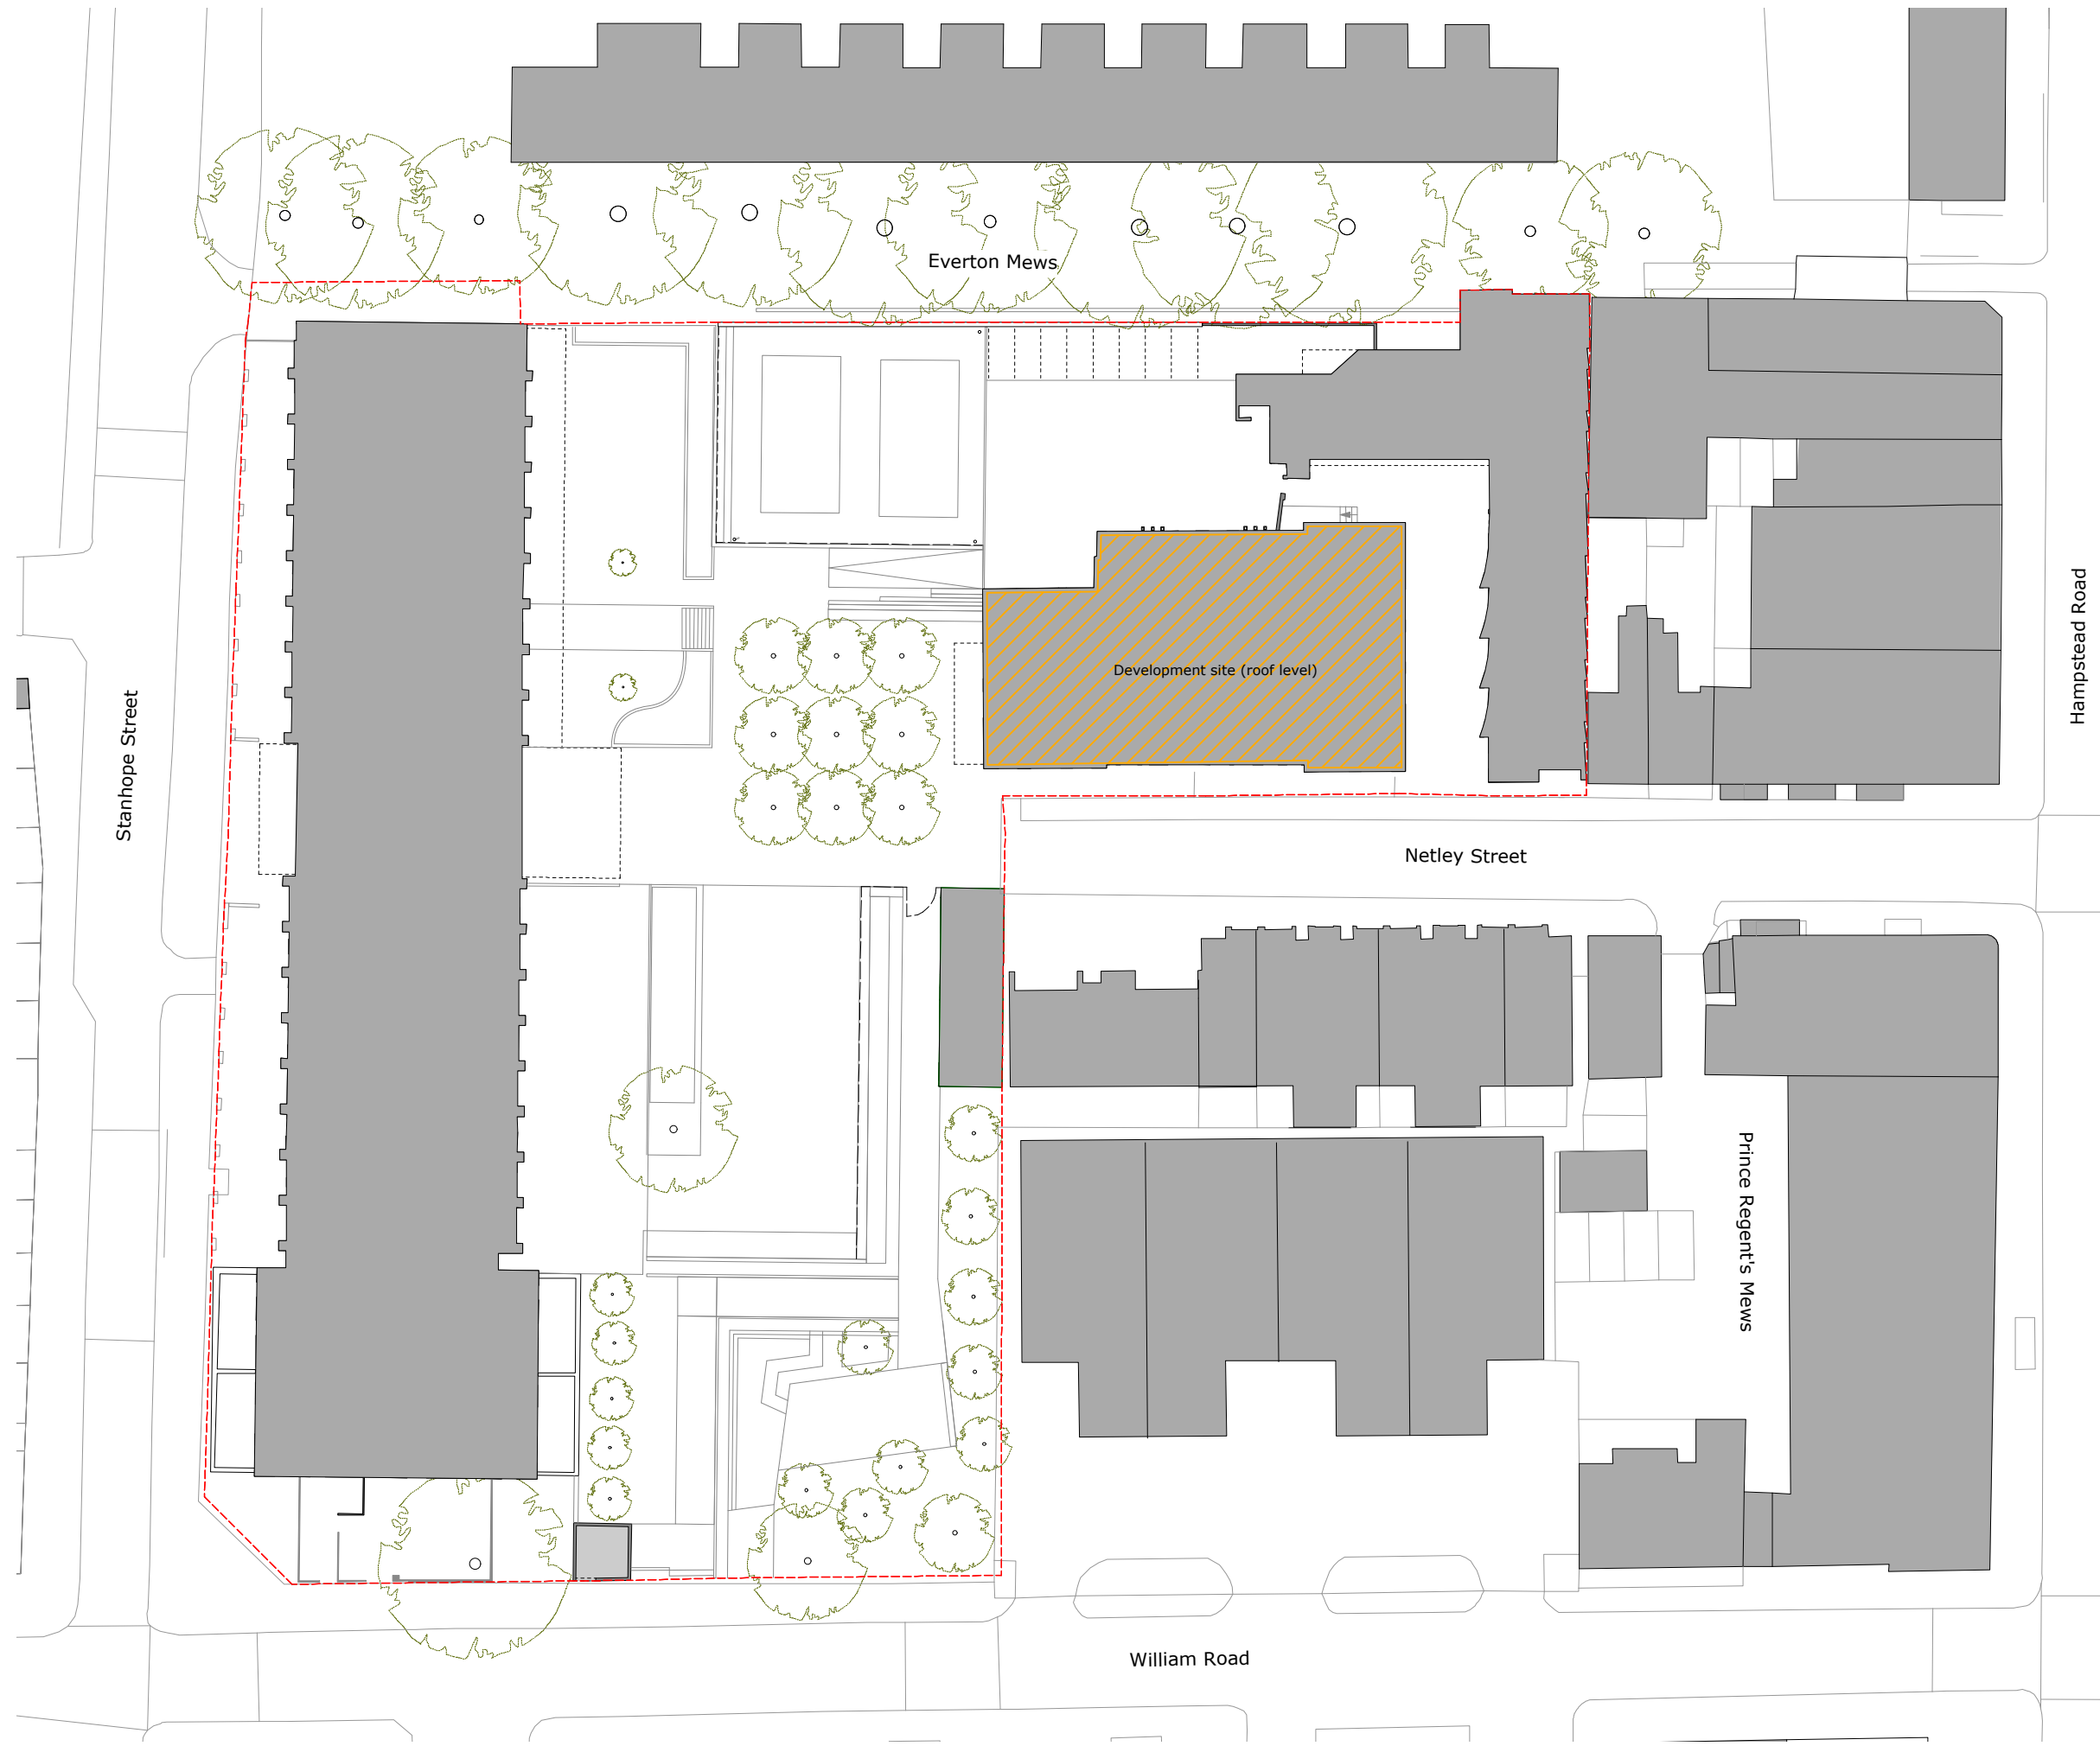 Everton Mews
Hampstead Road
Development site (roof level)
Stanhope Street
Netley Street
Prince Regent's Mews
William Road